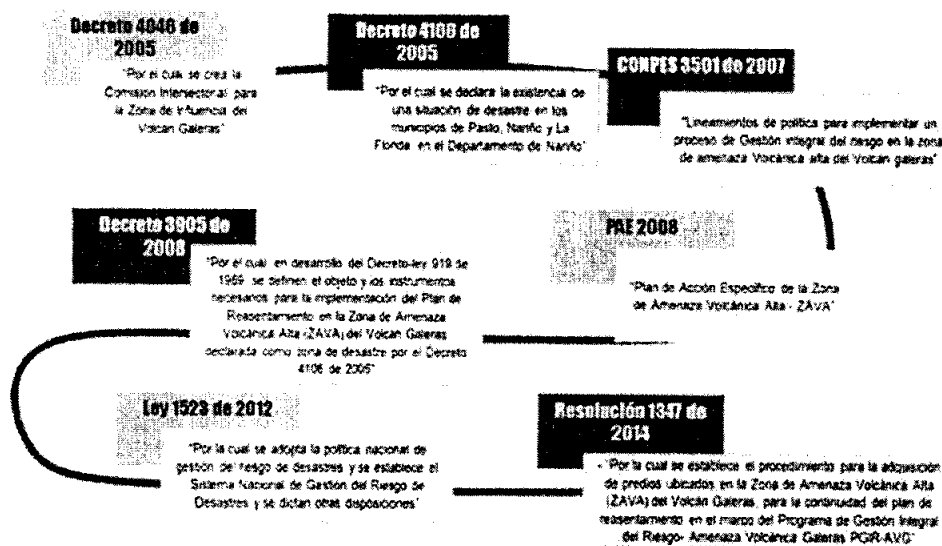 Decreto 4046 de
2005
"Por el cual se crea la
Comisión Intersectorial para
la Zona de Influencia del
Volcán Galeras"
Decreto 4106 de
2005
"Por el cual se declara la existencia de
una situación de desastre en los
municipios de Pasto, Nariño y La
Florida, en el Departamento de Nariño"
CONPES 3501 de 2007
"Lineamientos de política para implementar un
proceso de Gestión integral del riesgo en la zona
de amenaza Volcánica alta del Volcán galeras"
PAE 2008
"Plan de Acción Específico de la Zona
de Amenaza Volcánica Alta - ZAVA"
Decreto 3905 de
2008
"Por el cual, en desarrollo del Decreto-ley 919 de
1989, se definen el objeto y los instrumentos
necesarios para la implementación del Plan de
Reasentamiento en la Zona de Amenaza
Volcánica Alta (ZAVA) del Volcán Galeras
declarada como zona de desastre por el Decreto
4106 de 2005"
Ley 1523 de 2012
"Por la cual se adopta la política nacional de
gestión del riesgo de desastres y se establece el
Sistema Nacional de Gestión del Riesgo de
Desastres y se dictan otras disposiciones"
Resolución 1347 de
2014
"Por la cual se establece el procedimiento para la adquisición
de predios ubicados en la Zona de Amenaza Volcánica Alta
(ZAVA) del Volcán Galeras, para la continuidad del plan de
reasentamiento en el marco del Programa de Gestión Integral
del Riesgo- Amenaza Volcánica Galeras PGIR-AVG"